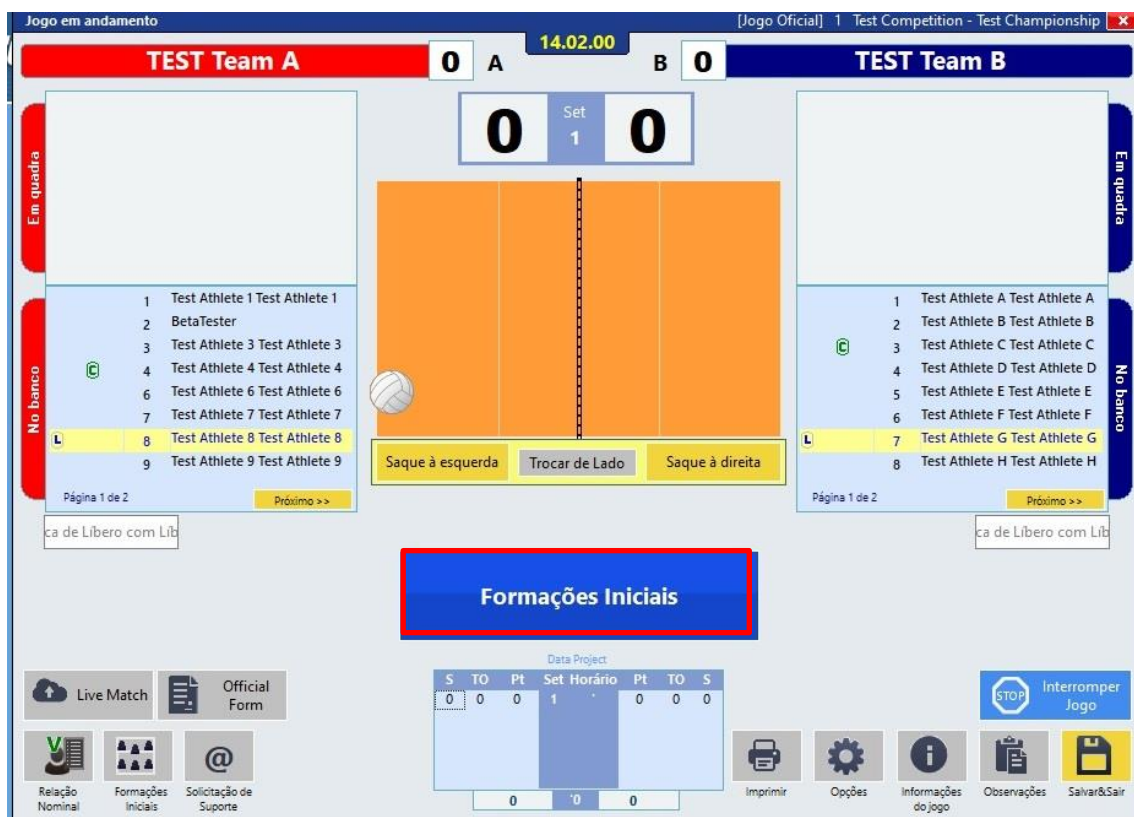 Jogo em andamento
[Jogo Oficial] 1 Test Competition - Test Championship
14.02.00
TEST Team A
0 A
B 0
TEST Team B
0 Set 1 0
Em quadra
Em quadra
No banco
1 Test Athlete 1 Test Athlete 1
2 BetaTester
3 Test Athlete 3 Test Athlete 3
C 4 Test Athlete 4 Test Athlete 4
6 Test Athlete 6 Test Athlete 6
7 Test Athlete 7 Test Athlete 7
L 8 Test Athlete 8 Test Athlete 8
9 Test Athlete 9 Test Athlete 9
Página 1 de 2
Próximo >>
ca de Líbero com Líb
Saque à esquerda
Trocar de Lado
Saque à direita
1 Test Athlete A Test Athlete A
2 Test Athlete B Test Athlete B
C 3 Test Athlete C Test Athlete C
4 Test Athlete D Test Athlete D
5 Test Athlete E Test Athlete E
6 Test Athlete F Test Athlete F
L 7 Test Athlete G Test Athlete G
8 Test Athlete H Test Athlete H
Página 1 de 2
Próximo >>
No banco
ca de Líbero com Líb
Formações Iniciais
Data Project
S TO Pt Set Horário Pt TO S
0 0 0 1 ' 0 0 0
0 '0 0
Live Match
Official
Form
STOP
Interromper
Jogo
V
Relação
Nominal
Formações
Iniciais
@
Solicitação de
Suporte
Imprimir
Opções
Informações
do jogo
Observações
Salvar&Sair